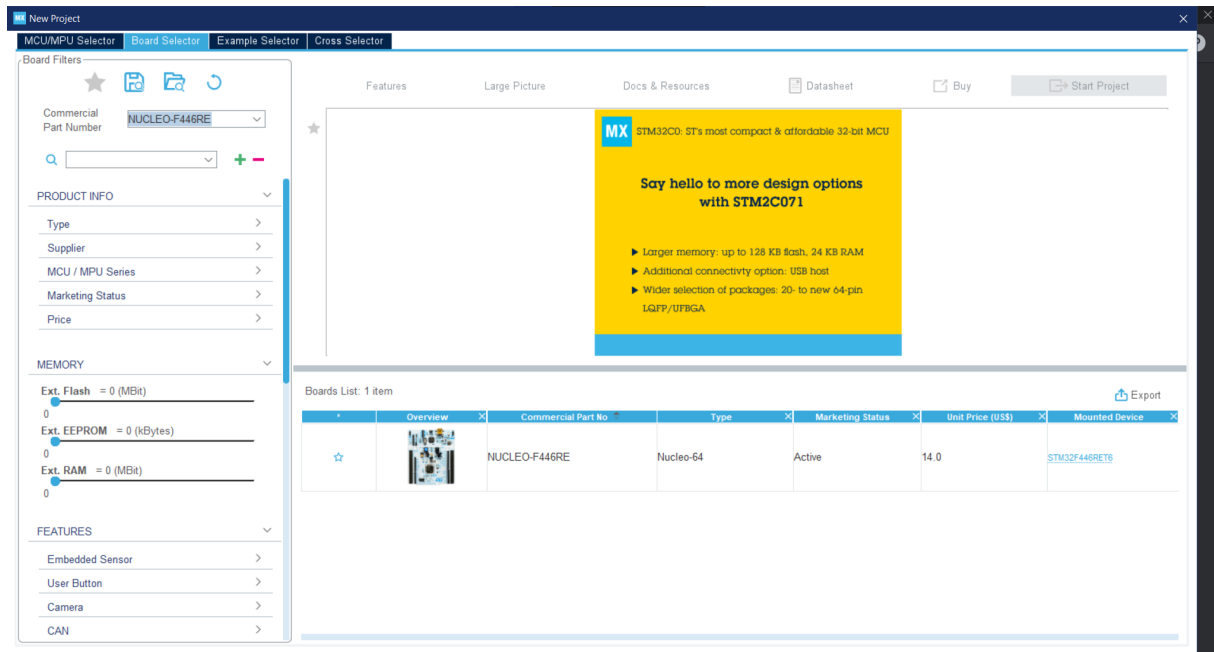 MX New Project
MCU/MPU Selector Board Selector Example Selector Cross Selector
Board Filters
Commercial
Part Number
NUCLEO-F446RE
PRODUCT INFO
Type
Supplier
MCU / MPU Series
Marketing Status
Price
MEMORY
Ext. Flash = 0 (MBit)
0
Ext. EEPROM = 0 (kBytes)
0
Ext. RAM = 0 (MBit)
0
FEATURES
Embedded Sensor
User Button
Camera
CAN
Features Large Picture Docs & Resources Datasheet Buy Start Project
MX STM32C0: ST's most compact & affordable 32-bit MCU
Say hello to more design options
with STM2C071
Larger memory: up to 128 KB flash, 24 KB RAM
Additional connectivty option: USB host
Wider selection of packages: 20- to new 64-pin
LQFP/UFBGA
Boards List: 1 item
Export
* Overview Commercial Part No Type Marketing Status Unit Price (US$) Mounted Device
NUCLEO-F446RE Nucleo-64 Active 14.0 STM32F446RET6